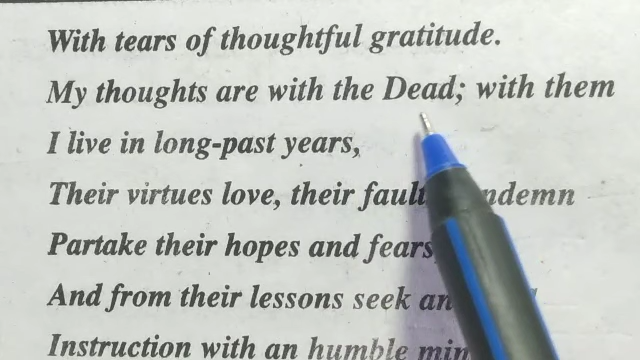 With tears of thoughtful gratitude.
My thoughts are with the Dead; with them
I live in long-past years,
Their virtues love, their
Partake their hopes and fears
And from their lessons seek
Instruction with an humble